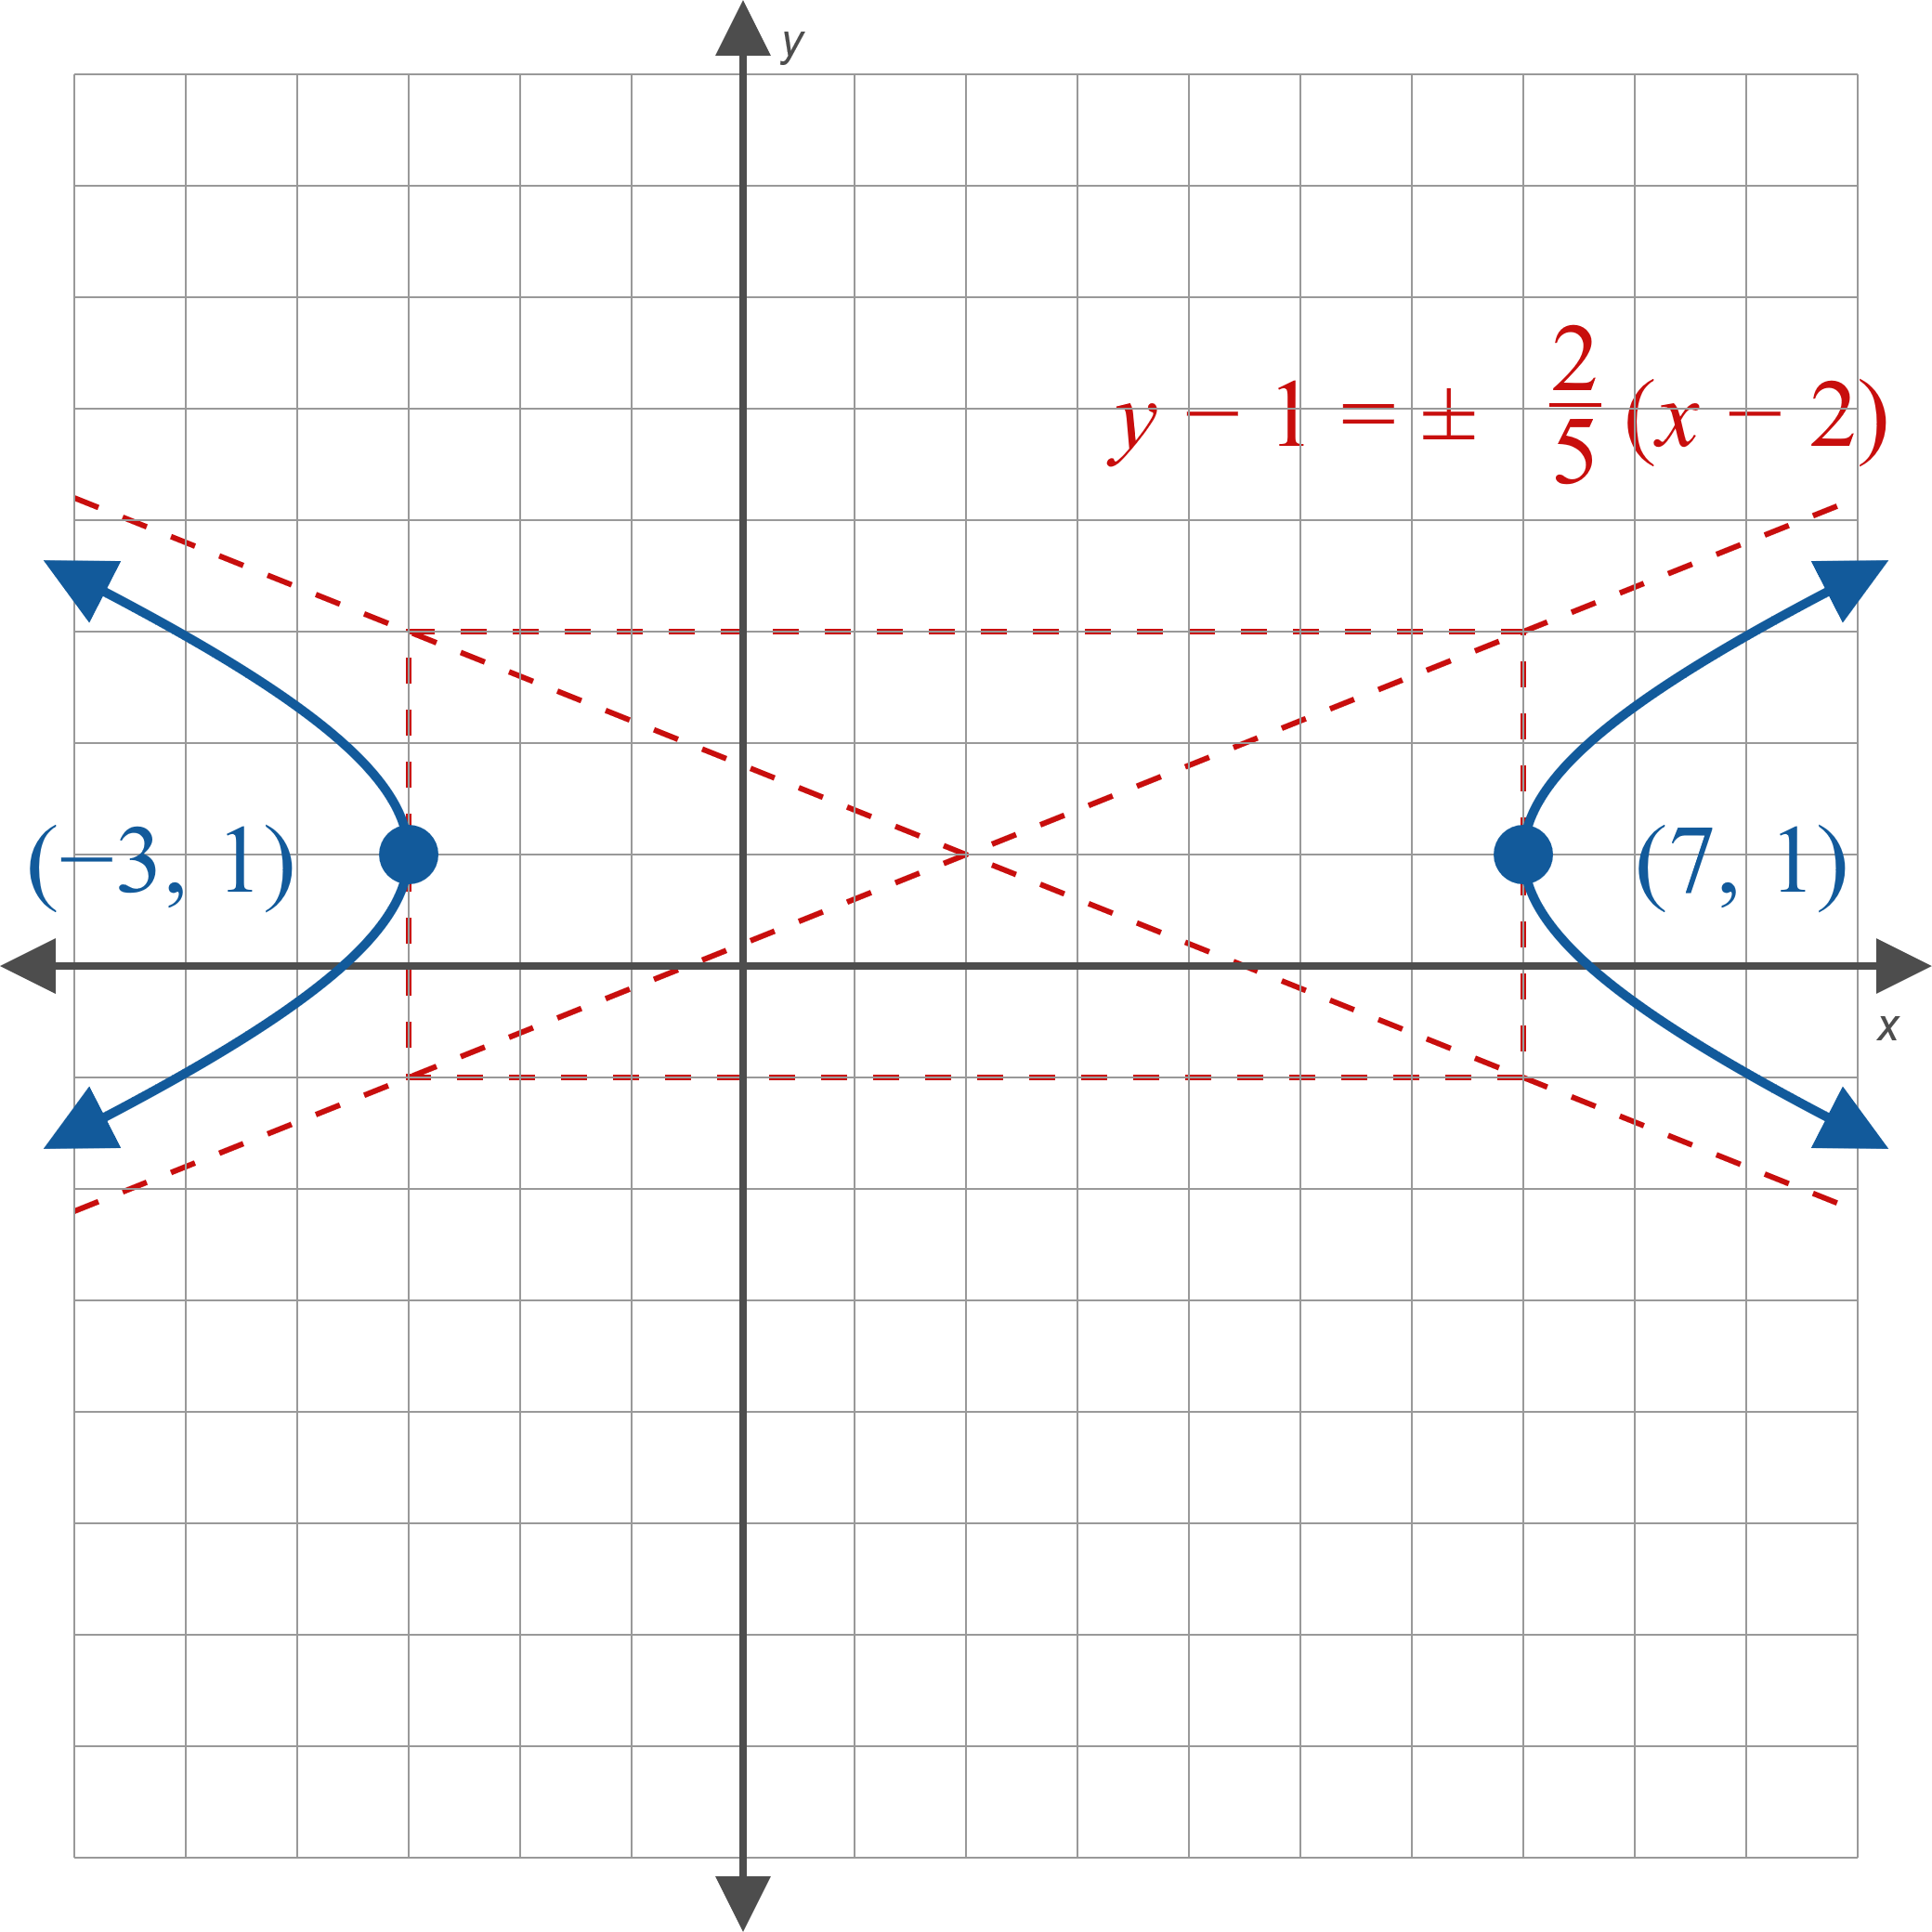 y
y − 1 = ± 2/5 (x − 2)
(−3, 1)
(7, 1)
x